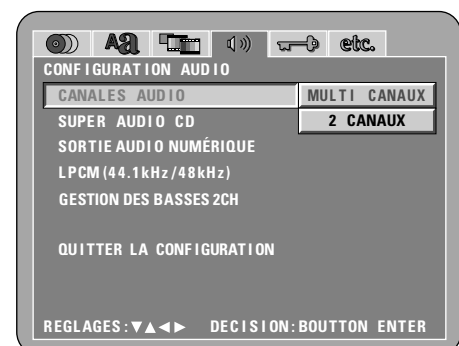 Aa etc.
CONFIGURATION AUDIO
CANALES AUDIO MULTI CANAUX
SUPER AUDIO CD 2 CANAUX
SORTIE AUDIO NUMÉRIQUE
LPCM (44.1kHz/48kHz)
GESTION DES BASSES 2CH
QUITTER LA CONFIGURATION
REGLAGES:▼▲◀▶ DECISION:BOUTTON ENTER